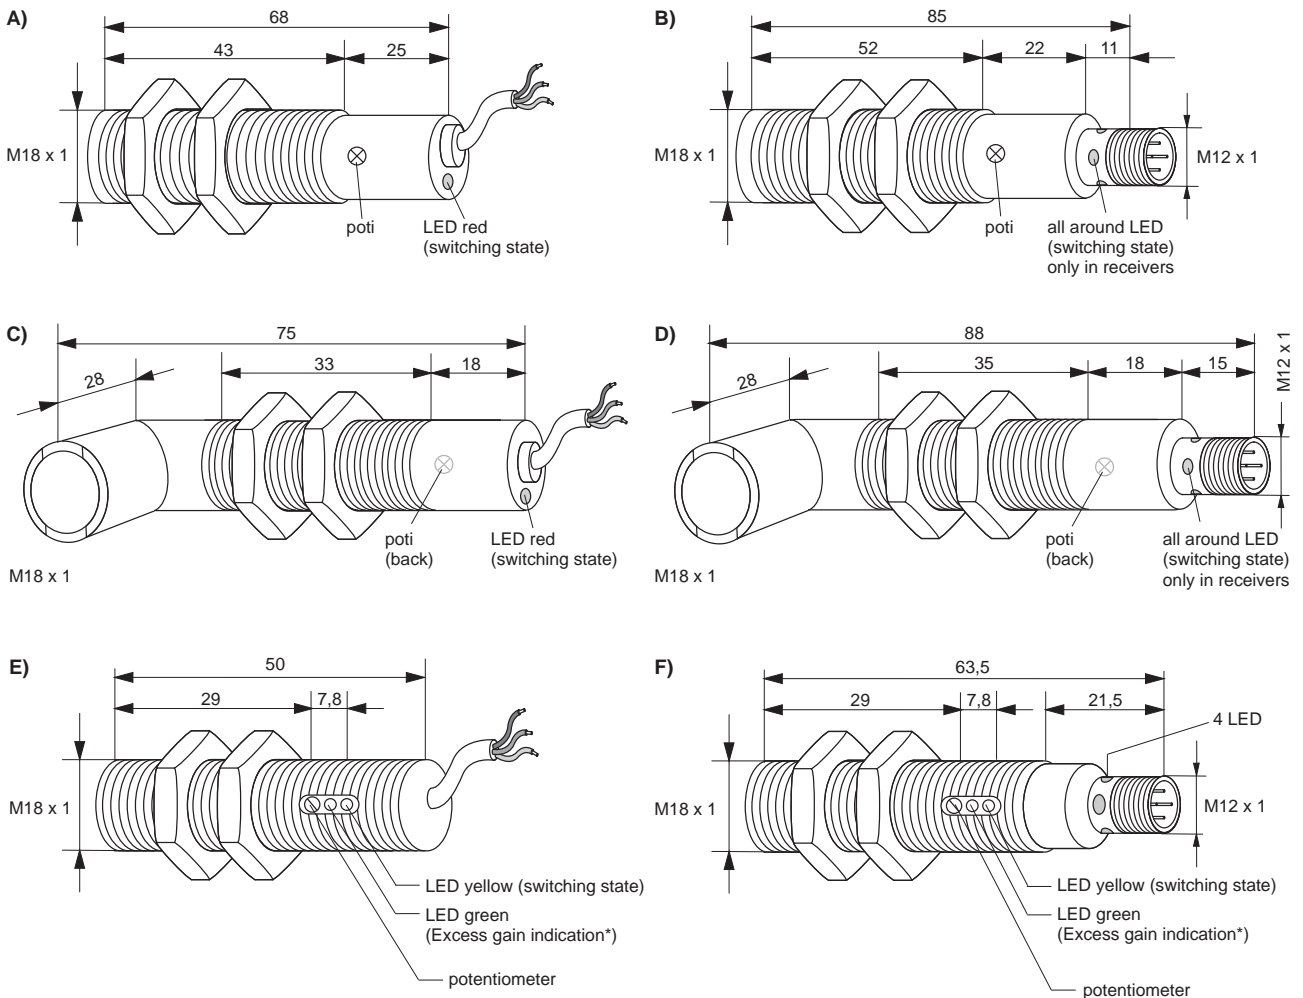 A)
68
43
25
M18 x 1
poti
LED red
(switching state)
B)
85
52
22
11
M18 x 1
M12 x 1
poti
all around LED
(switching state)
only in receivers
C)
75
28
33
18
poti
(back)
LED red
(switching state)
M18 x 1
D)
88
28
35
18
15
M12 x 1
poti
(back)
all around LED
(switching state)
only in receivers
M18 x 1
E)
50
29
7,8
M18 x 1
LED yellow (switching state)
LED green
(Excess gain indication*)
potentiometer
F)
63,5
29
7,8
21,5
4 LED
M18 x 1
M12 x 1
LED yellow (switching state)
LED green
(Excess gain indication*)
potentiometer